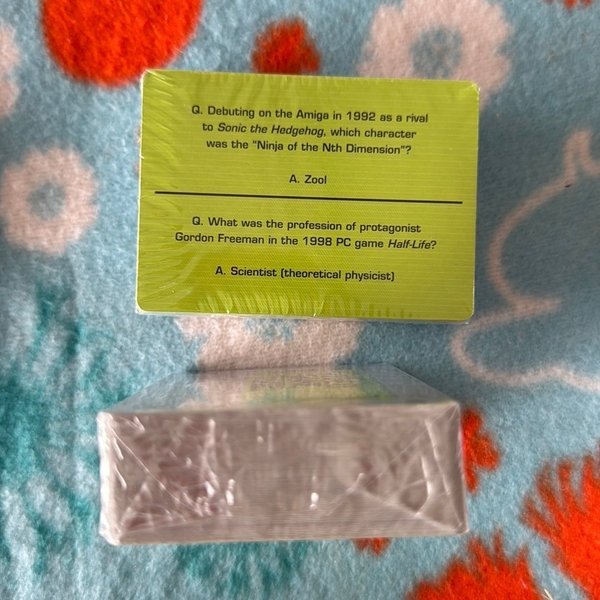 Q. Debuting on the Amiga in 1992 as a rival
to Sonic the Hedgehog, which character
was the "Ninja of the Nth Dimension"?
A. Zool
Q. What was the profession of protagonist
Gordon Freeman in the 1998 PC game Half-Life?
A. Scientist (theoretical physicist)